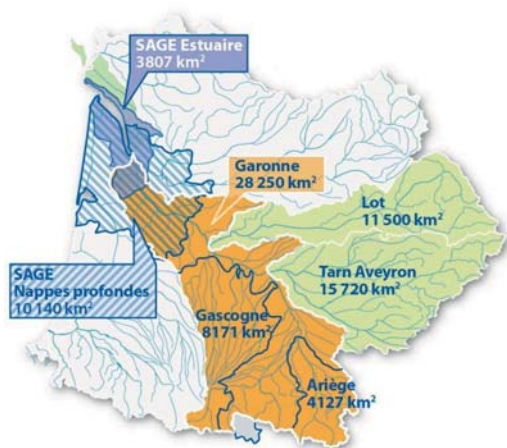 SAGE Estuaire
3807 km²
Garonne
28 250 km²
Lot
11 500 km²
Tarn Aveyron
15 720 km²
SAGE
Nappes profondes
10 140 km²
Gascogne
8171 km²
Ariège
4127 km²